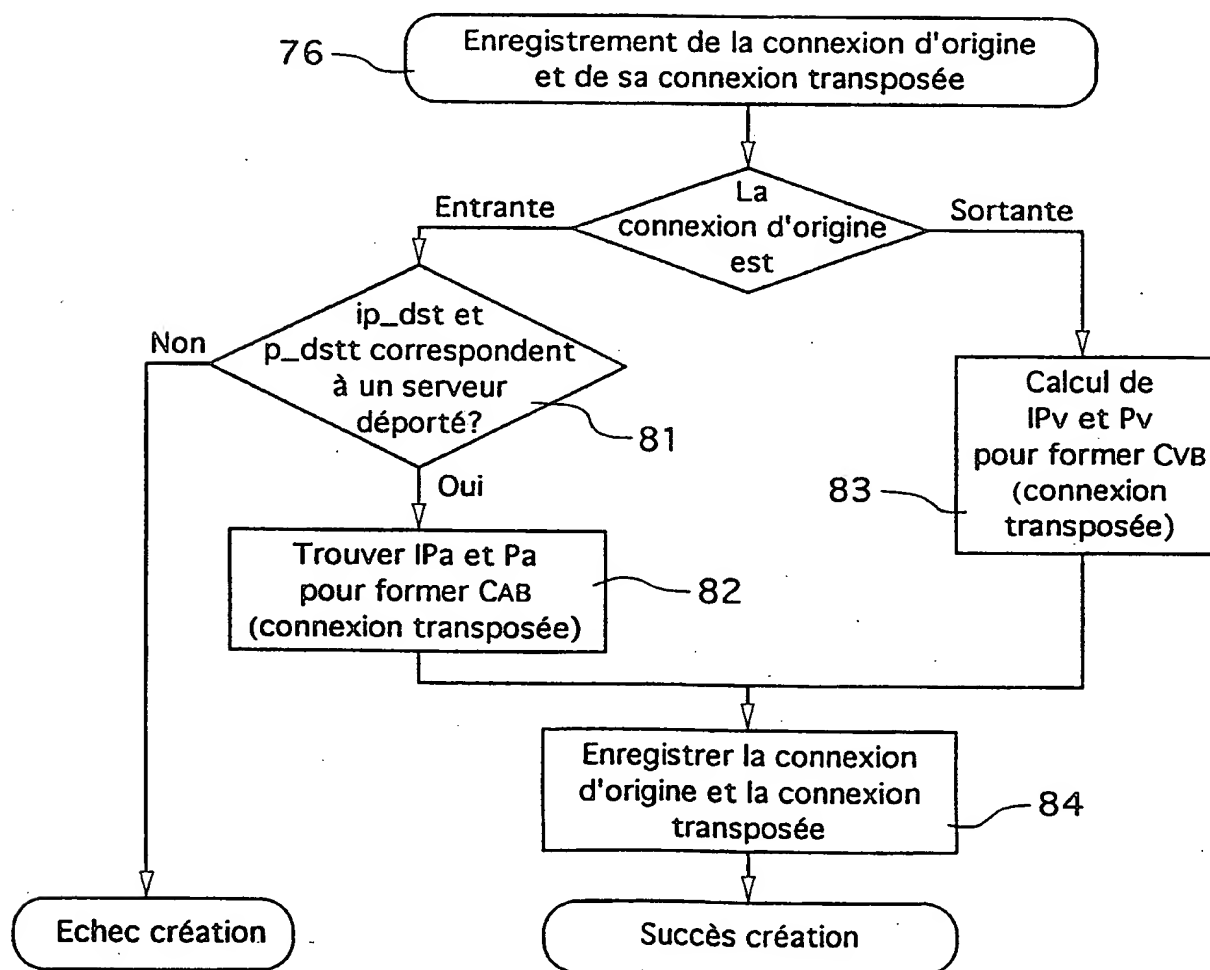 76
Enregistrement de la connexion d'origine
et de sa connexion transposée
La
connexion d'origine
est
Entrante
Sortante
ip_dst et
p_dstt correspondent
à un serveur
déporté?
81
Non
Oui
Calcul de
IPv et Pv
pour former CVB
(connexion
transposée)
83
Trouver IPa et Pa
pour former CAB
(connexion transposée)
82
Enregistrer la connexion
d'origine et la connexion
transposée
84
Echec création
Succès création